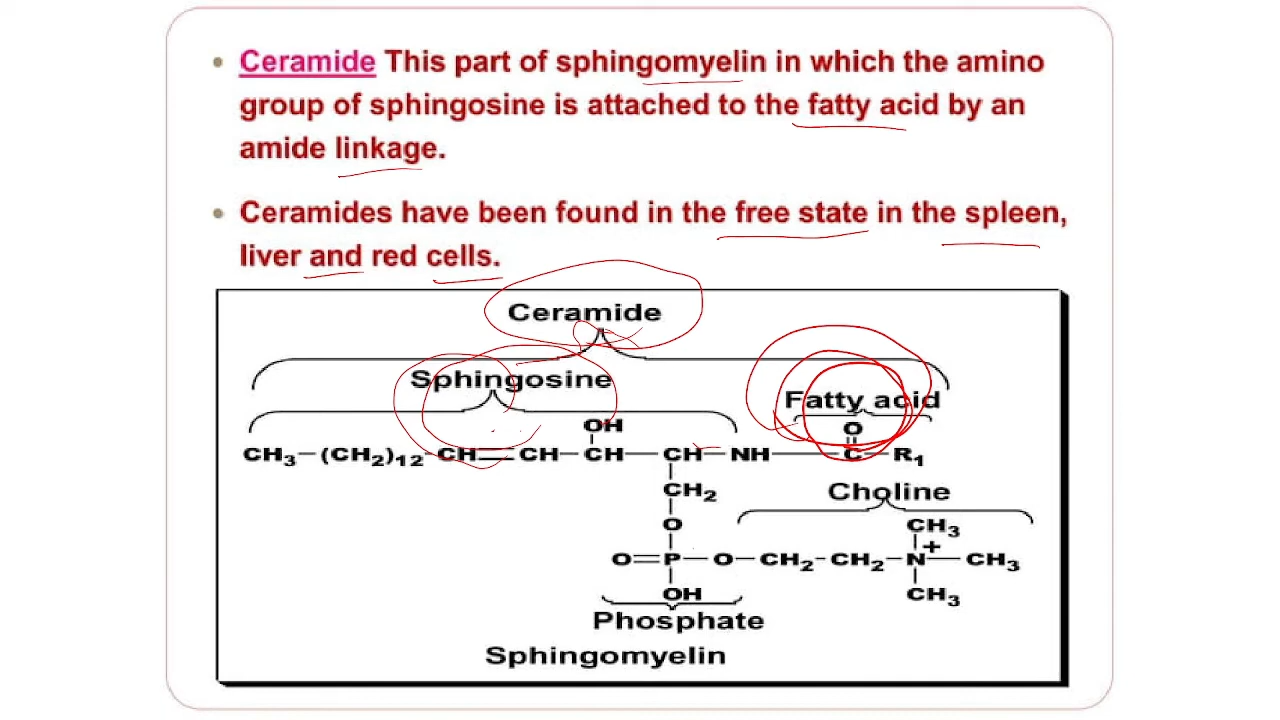 • Ceramide This part of sphingomyelin in which the amino
group of sphingosine is attached to the fatty acid by an
amide linkage.
• Ceramides have been found in the free state in the spleen,
liver and red cells.
Ceramide
Sphingosine
Fatty acid
OH
O
CH3–(CH2)12–CH=CH–CH–CH–NH–C–R1
CH2
Choline
O
CH3
O=P–O–CH2–CH2–N–CH3
+
OH
CH3
Phosphate
Sphingomyelin